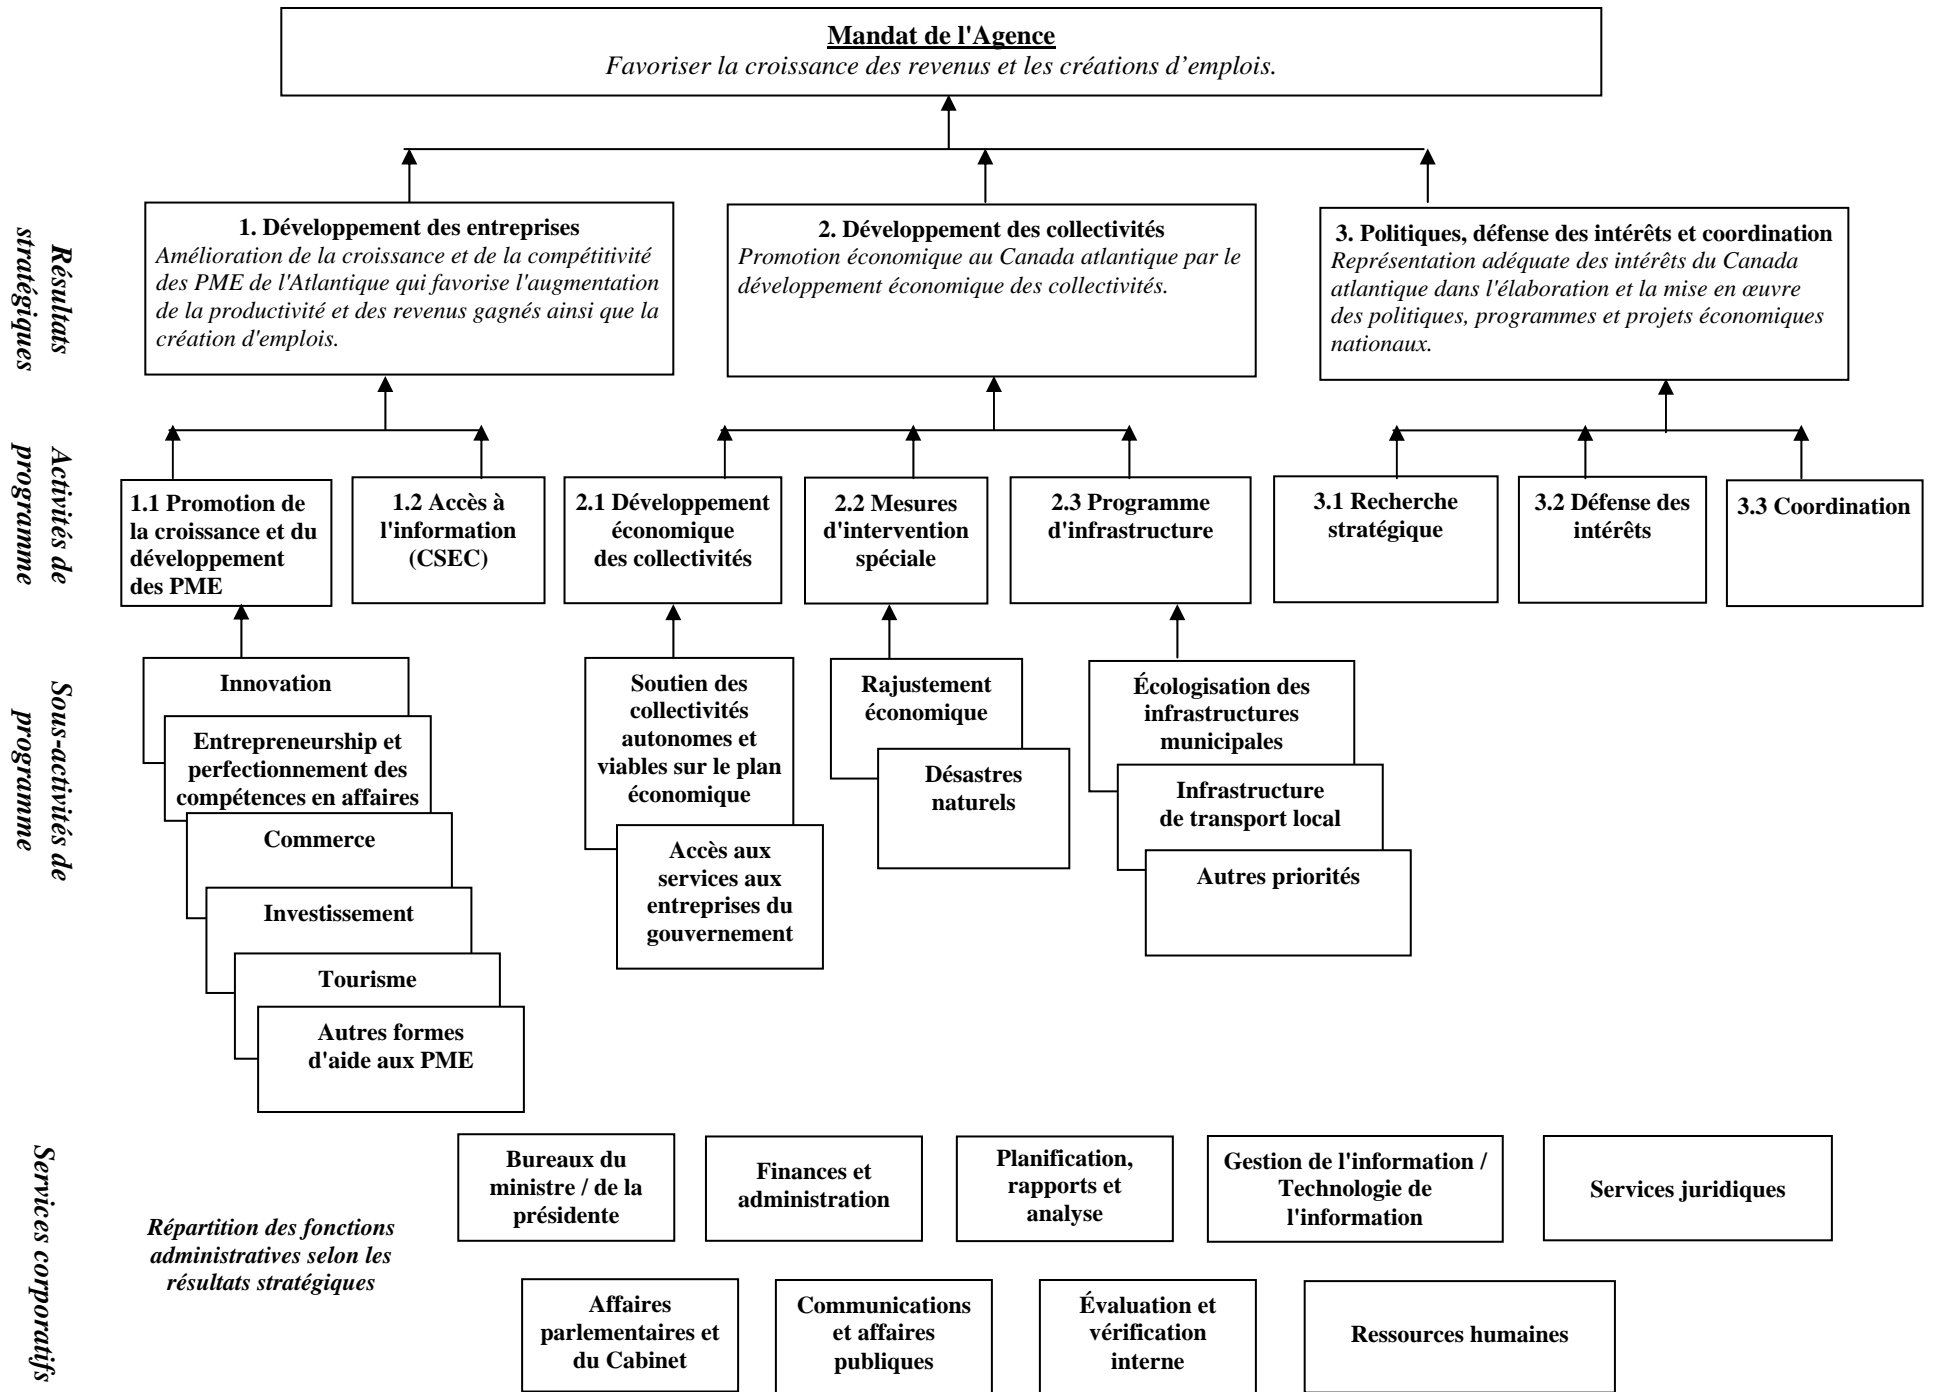 Mandat de l'Agence
Favoriser la croissance des revenus et les créations d’emplois.
Résultats
stratégiques
1. Développement des entreprises
Amélioration de la croissance et de la compétitivité
des PME de l'Atlantique qui favorise l'augmentation
de la productivité et des revenus gagnés ainsi que la
création d'emplois.
2. Développement des collectivités
Promotion économique au Canada atlantique par le
développement économique des collectivités.
3. Politiques, défense des intérêts et coordination
Représentation adéquate des intérêts du Canada
atlantique dans l'élaboration et la mise en œuvre
des politiques, programmes et projets économiques
nationaux.
Activités de
programme
1.1 Promotion de
la croissance et du
développement
des PME
1.2 Accès à
l'information
(CSEC)
2.1 Développement
économique
des collectivités
2.2 Mesures
d'intervention
spéciale
2.3 Programme
d'infrastructure
3.1 Recherche
stratégique
3.2 Défense des
intérêts
3.3 Coordination
Sous-activités de
programme
Innovation
Entrepreneurship et
perfectionnement des
compétences en affaires
Commerce
Investissement
Tourisme
Autres formes
d'aide aux PME
Soutien des
collectivités
autonomes et
viables sur le plan
économique
Accès aux
services aux
entreprises du
gouvernement
Rajustement
économique
Désastres
naturels
Écologisation des
infrastructures
municipales
Infrastructure
de transport local
Autres priorités
Services corporatifs
Répartition des fonctions
administratives selon les
résultats stratégiques
Bureaux du
ministre / de la
présidente
Finances et
administration
Planification,
rapports et
analyse
Gestion de l'information /
Technologie de
l'information
Services juridiques
Affaires
parlementaires et
du Cabinet
Communications
et affaires
publiques
Évaluation et
vérification
interne
Ressources humaines